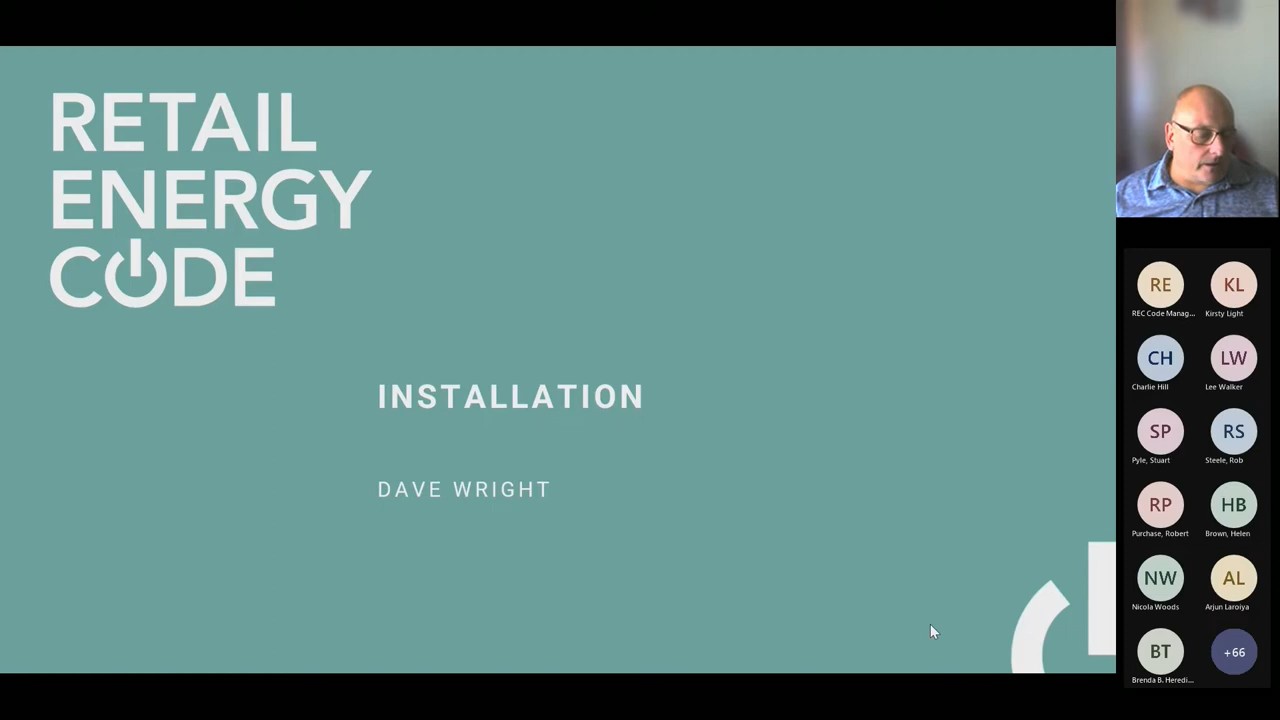 RETAIL
ENERGY
CODE
INSTALLATION
DAVE WRIGHT
RE
KL
REC Code Manag...
Kirsty Light
CH
LW
Charlie Hill
Lee Walker
SP
RS
Pyle, Stuart
Steele, Rob
RP
HB
Purchase, Robert
Brown, Helen
NW
AL
Nicola Woods
Arjun Laroiya
BT
+66
Brenda B. Heredi...